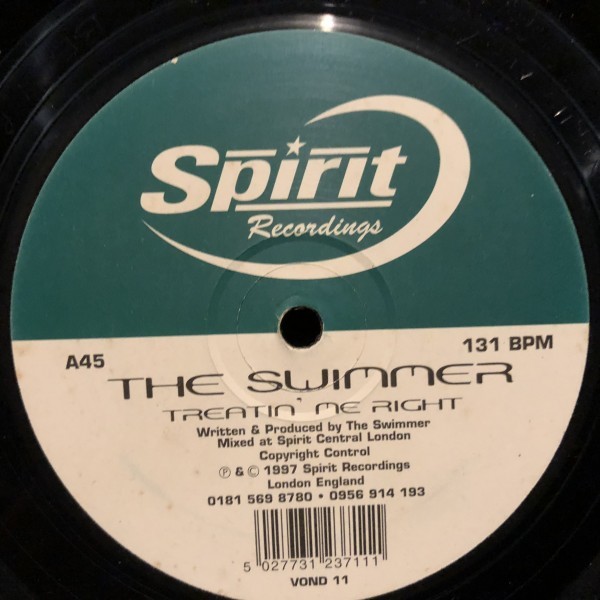 Spirit
Recordings
A45
131 BPM
THE SWIMMER
TREATIN' ME RIGHT
Written & Produced by The Swimmer
Mixed at Spirit Central London
Copyright Control
℗ & © 1997 Spirit Recordings
London England
0181 569 8780 • 0956 914 193
5 027731 237111
VOND 11